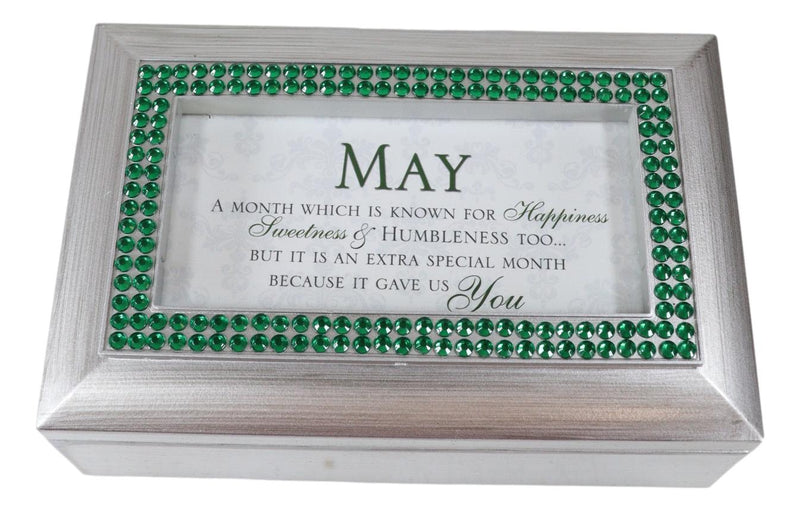 MAY
A MONTH WHICH IS KNOWN FOR Happiness
Sweetness & HUMBLENESS TOO...
BUT IT IS AN EXTRA SPECIAL MONTH
BECAUSE IT GAVE US You